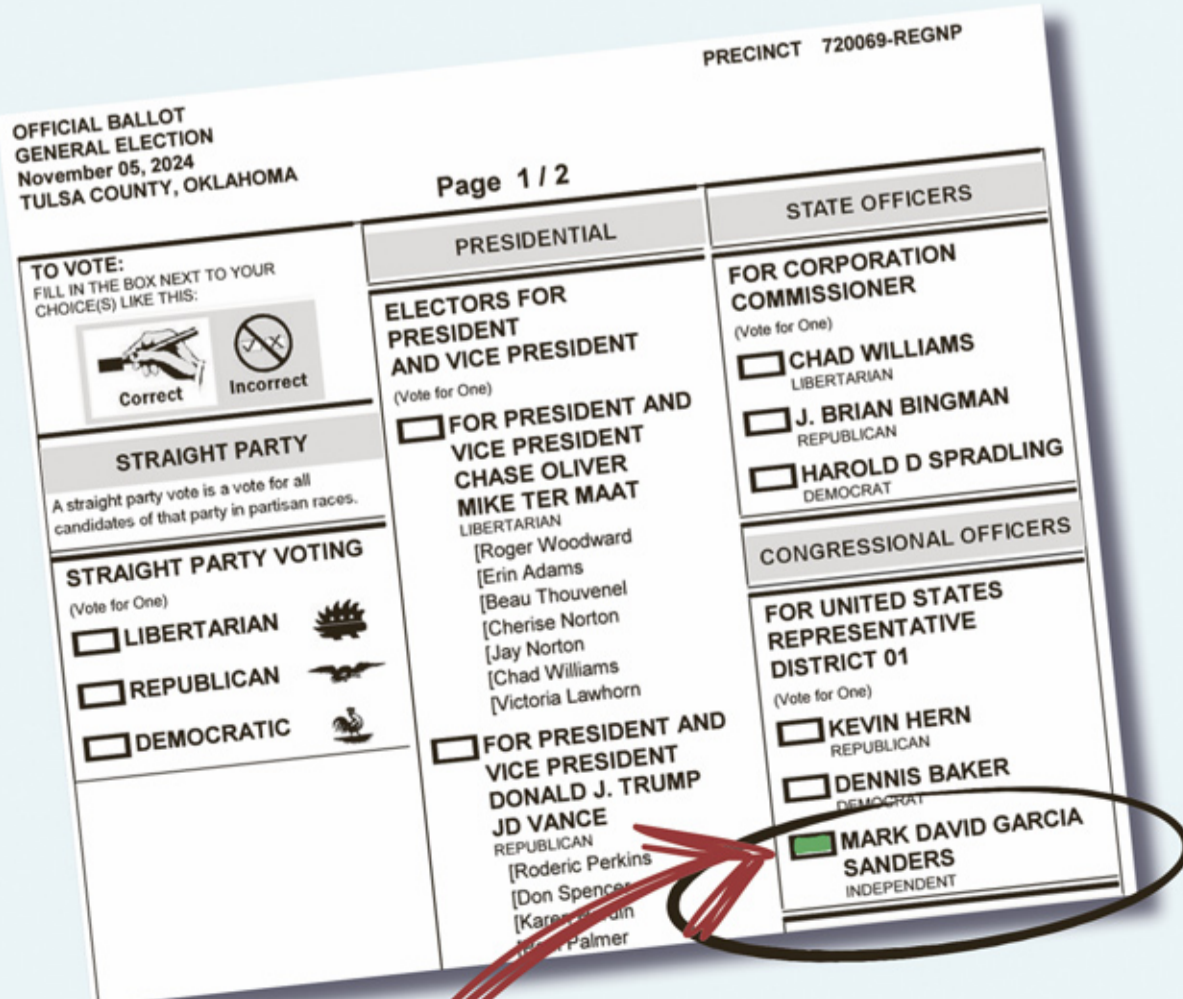 PRECINCT 720069-REGNP
OFFICIAL BALLOT
GENERAL ELECTION
November 05, 2024
TULSA COUNTY, OKLAHOMA
Page 1 / 2
TO VOTE:
FILL IN THE BOX NEXT TO YOUR
CHOICE(S) LIKE THIS:
Correct
Incorrect
STRAIGHT PARTY
A straight party vote is a vote for all
candidates of that party in partisan races.
STRAIGHT PARTY VOTING
(Vote for One)
LIBERTARIAN
REPUBLICAN
DEMOCRATIC
PRESIDENTIAL
ELECTORS FOR
PRESIDENT
AND VICE PRESIDENT
(Vote for One)
FOR PRESIDENT AND
VICE PRESIDENT
CHASE OLIVER
MIKE TER MAAT
LIBERTARIAN
[Roger Woodward
[Erin Adams
[Beau Thouvenel
[Cherise Norton
[Jay Norton
[Chad Williams
[Victoria Lawhorn
FOR PRESIDENT AND
VICE PRESIDENT
DONALD J. TRUMP
JD VANCE
REPUBLICAN
[Roderic Perkins
[Don Spencer
Palmer
STATE OFFICERS
FOR CORPORATION
COMMISSIONER
(Vote for One)
CHAD WILLIAMS
LIBERTARIAN
J. BRIAN BINGMAN
REPUBLICAN
HAROLD D SPRADLING
DEMOCRAT
CONGRESSIONAL OFFICERS
FOR UNITED STATES
REPRESENTATIVE
DISTRICT 01
(Vote for One)
KEVIN HERN
REPUBLICAN
DENNIS BAKER
DEMOCRAT
MARK DAVID GARCIA
SANDERS
INDEPENDENT